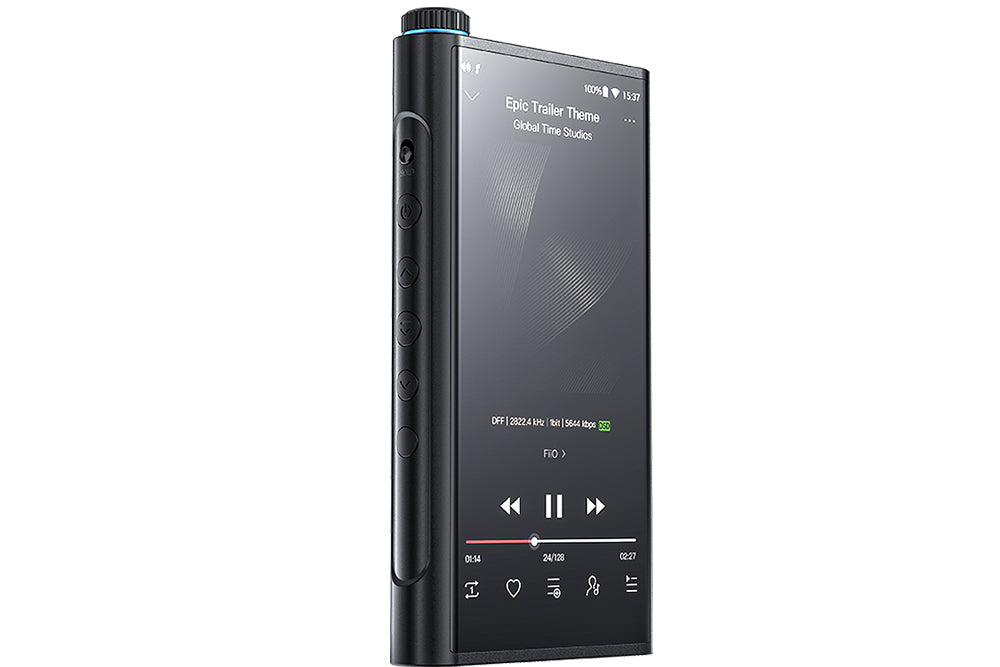 100% 15:37
Epic Trailer Theme
Global Time Studios
DFF | 2822.4 kHz | 1bit | 5644 kbps DSD
FiiO >
01:14 24/128 02:27
1